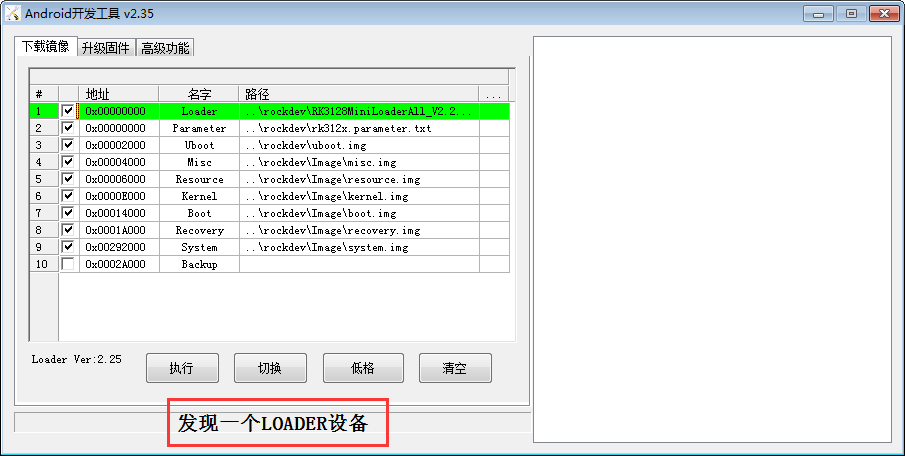 Android开发工具 v2.35
下载镜像 升级固件 高级功能
# 地址 名字 路径 ...
1 0x00000000 Loader ..\rockdev\RK3128MiniLoaderAll_V2.2...
2 0x00000000 Parameter ..\rockdev\rk312x.parameter.txt
3 0x00002000 Uboot ..\rockdev\uboot.img
4 0x00004000 Misc ..\rockdev\Image\misc.img
5 0x00006000 Resource ..\rockdev\Image\resource.img
6 0x0000E000 Kernel ..\rockdev\Image\kernel.img
7 0x00014000 Boot ..\rockdev\Image\boot.img
8 0x0001A000 Recovery ..\rockdev\Image\recovery.img
9 0x00292000 System ..\rockdev\Image\system.img
10 0x0002A000 Backup
Loader Ver:2.25 执行 切换 低格 清空
发现一个LOADER设备